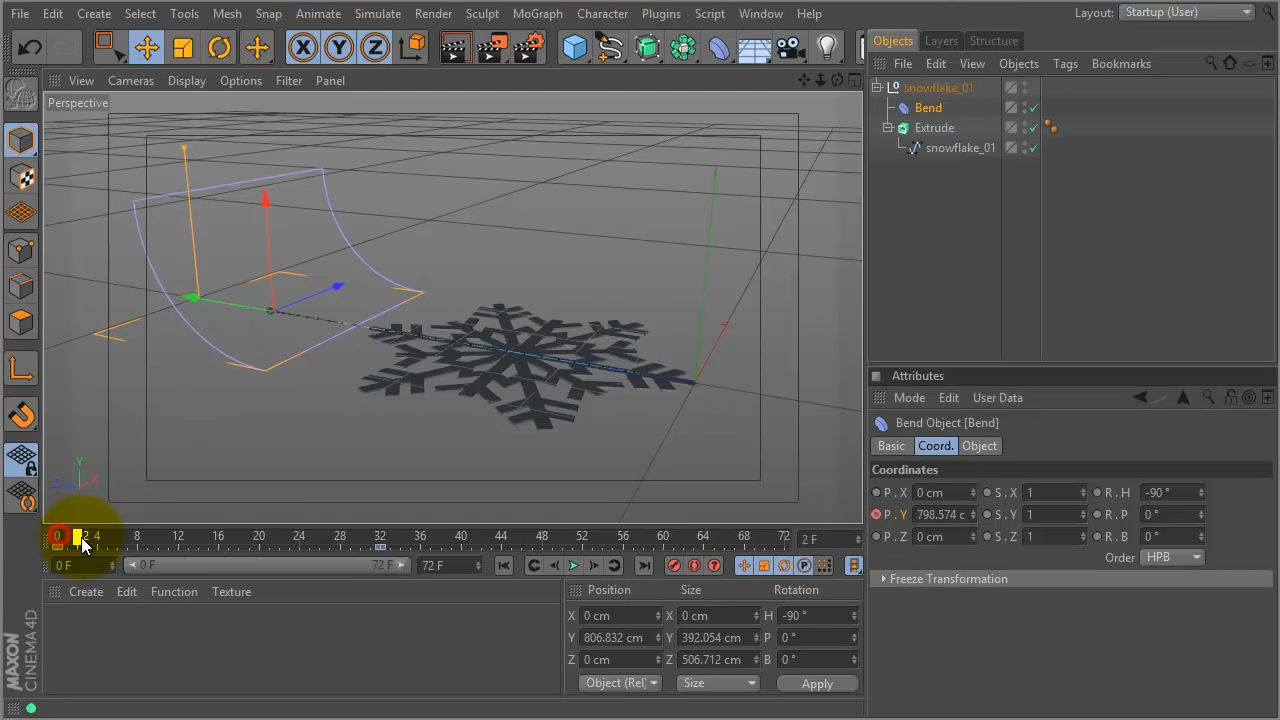 File Edit Create Select Tools Mesh Snap Animate Simulate Render Sculpt MoGraph Character Plugins Script Window Help
Layout: Startup (User)
X Y Z
Objects Layers Structure
View Cameras Display Options Filter Panel
File Edit View Objects Tags Bookmarks
Perspective
snowflake_01
Bend
Extrude
snowflake_01
Attributes
Mode Edit User Data
Bend Object [Bend]
Basic Coord. Object
Coordinates
P . X 0 cm S . X 1 R . H -90 °
P . Y 798.574 c S . Y 1 R . P 0 °
P . Z 0 cm S . Z 1 R . B 0 °
Order HPB
Freeze Transformation
Y
Z X
0 2 4 8 12 16 20 24 28 32 36 40 44 48 52 56 60 64 68 72 2 F
0 F 0 F 72 F 72 F
Create Edit Function Texture
Position Size Rotation
X 0 cm X 0 cm H -90 °
Y 806.832 cm Y 392.054 cm P 0 °
Z 0 cm Z 506.712 cm B 0 °
Object (Rel) Size Apply
MAXON
CINEMA 4D